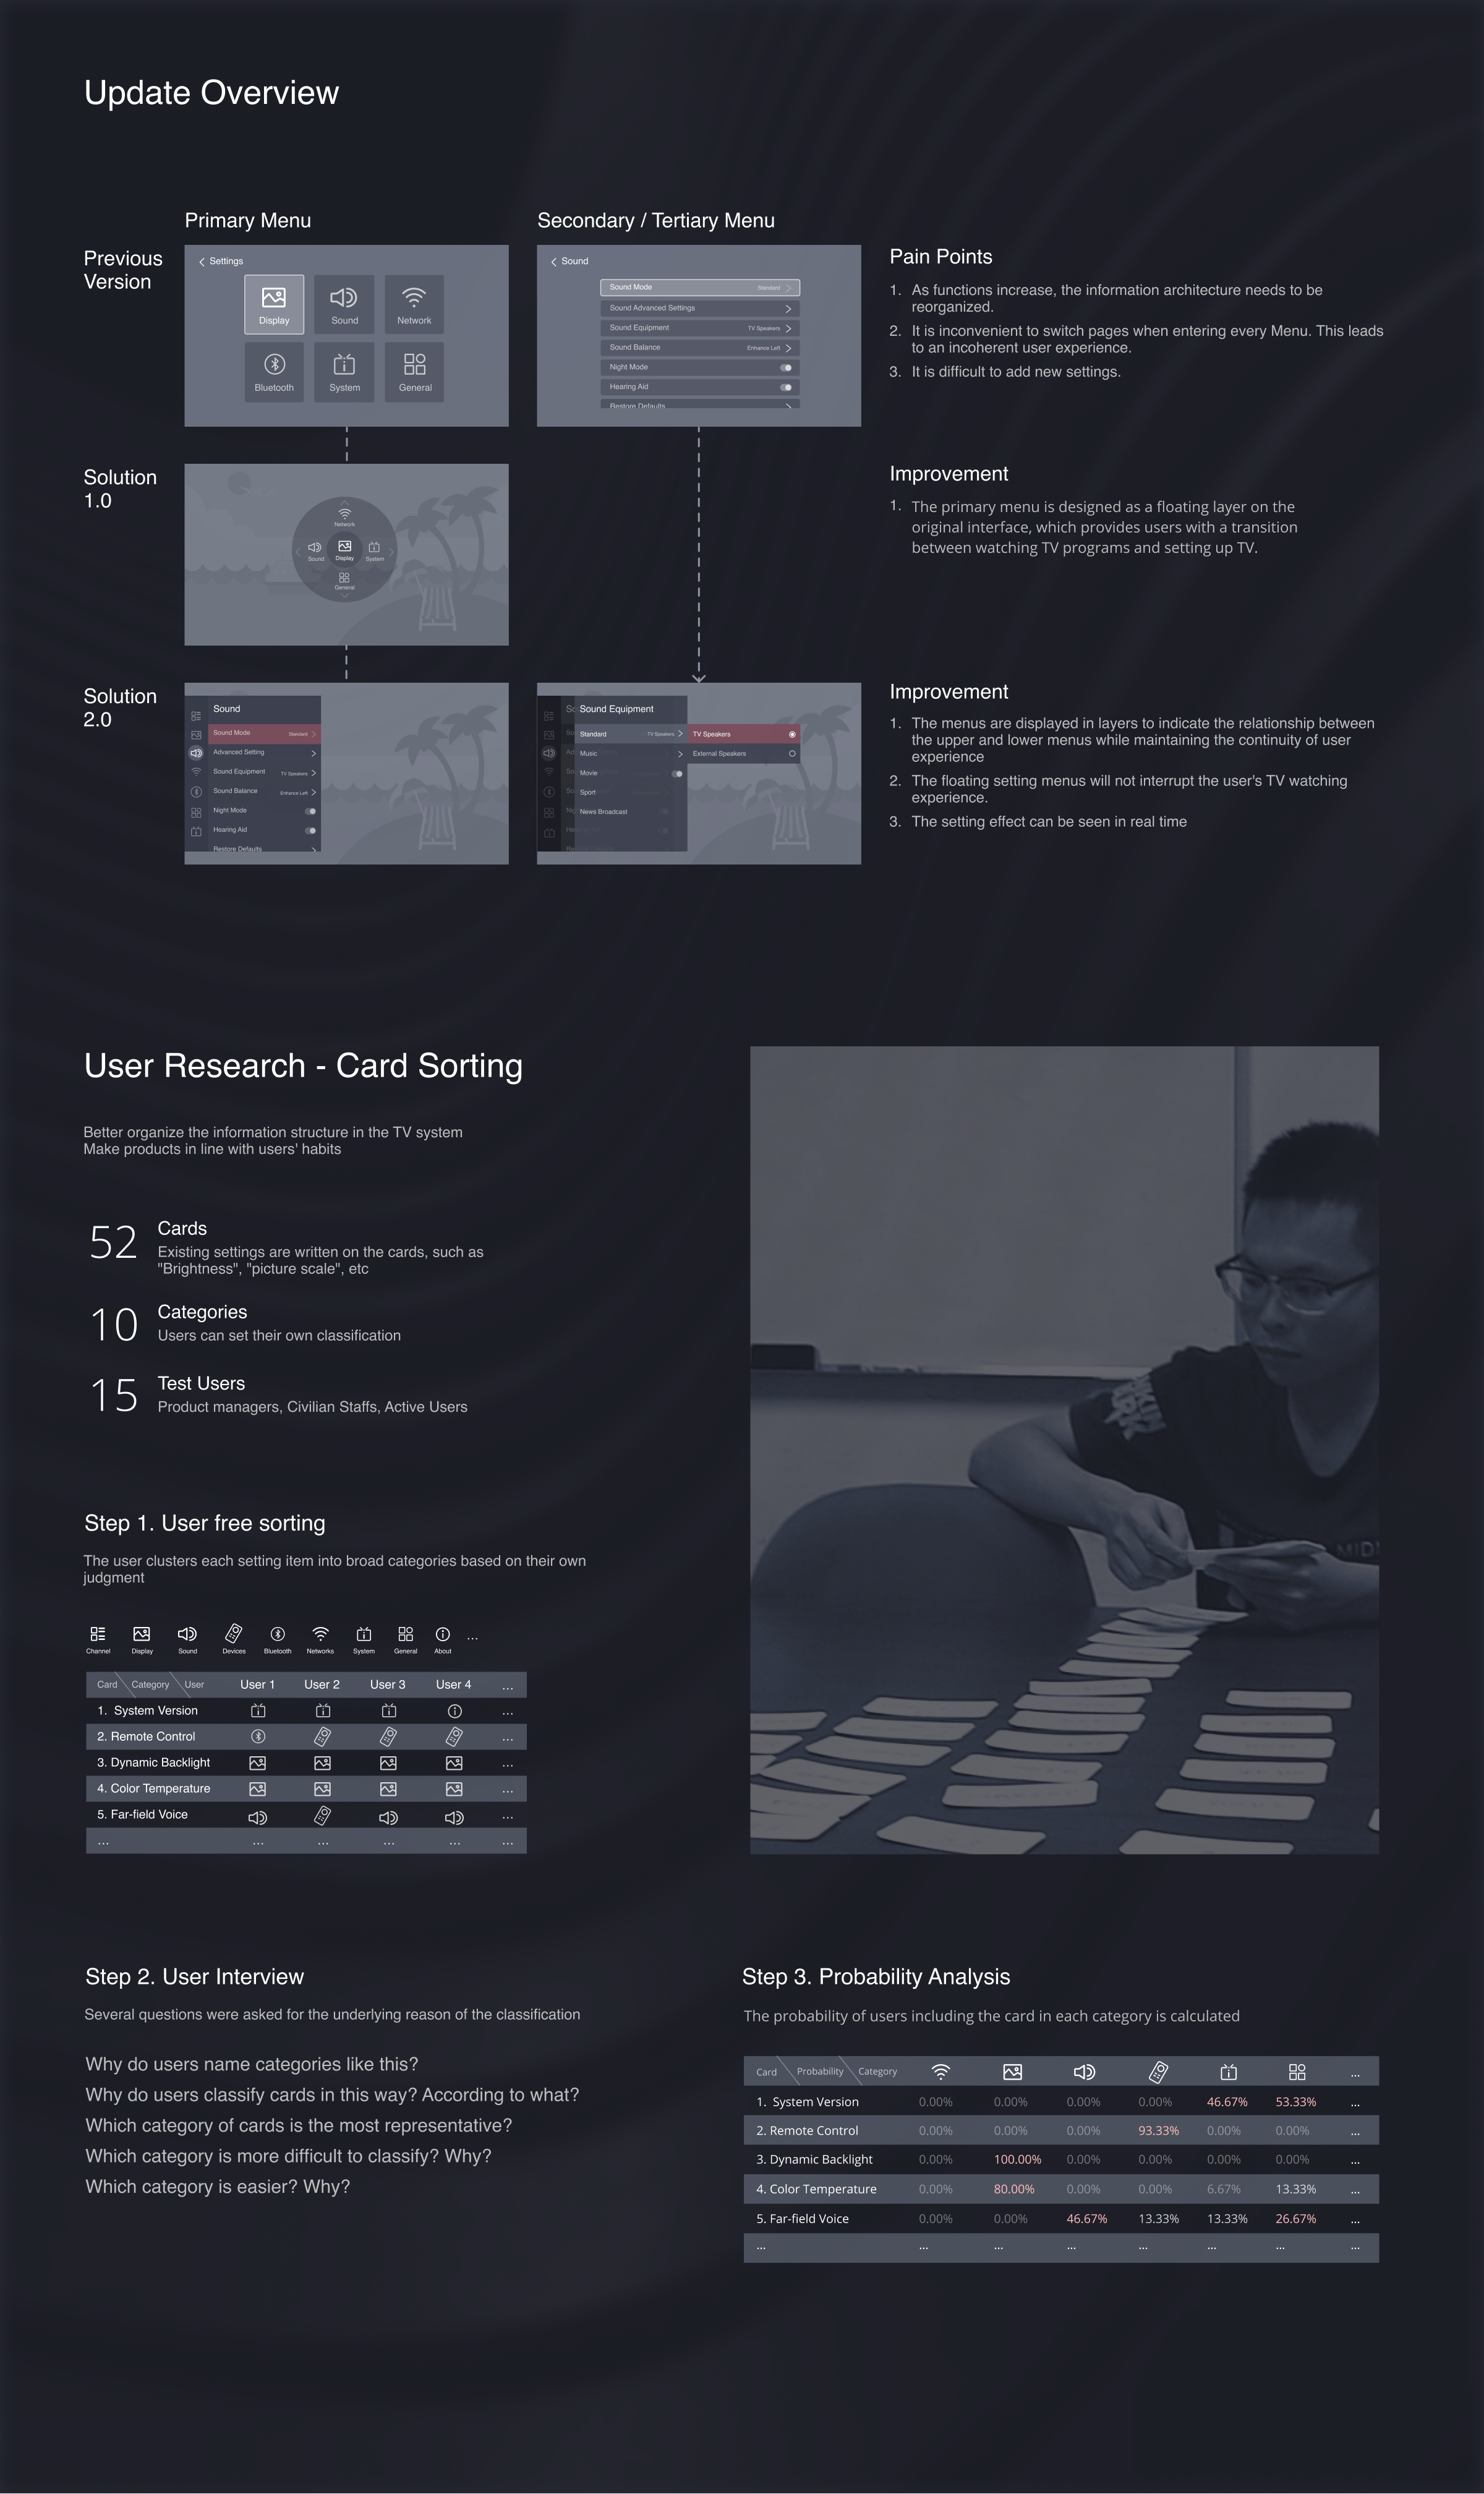 Update Overview
Primary Menu
Secondary / Tertiary Menu
Previous
Version
Settings
Display
Sound
Network
Bluetooth
System
General
Sound
Sound Mode Standard
Sound Advanced Settings
Sound Equipment TV Speakers
Sound Balance Enhance Left
Night Mode
Hearing Aid
Restore Defaults
Pain Points
1. As functions increase, the information architecture needs to be
reorganized.
2. It is inconvenient to switch pages when entering every Menu. This leads
to an incoherent user experience.
3. It is difficult to add new settings.
Solution
1.0
Network
Sound
Display
System
General
Improvement
1. The primary menu is designed as a floating layer on the
original interface, which provides users with a transition
between watching TV programs and setting up TV.
Solution
2.0
Sound
Sound Mode Standard
Advanced Setting
Sound Equipment TV Speakers
Sound Balance Enhance Left
Night Mode
Hearing Aid
Restore Defaults
Sound Equipment
Standard TV Speakers
Music
Movie
Sport
News Broadcast
TV Speakers
External Speakers
Improvement
1. The menus are displayed in layers to indicate the relationship between
the upper and lower menus while maintaining the continuity of user
experience
2. The floating setting menus will not interrupt the user's TV watching
experience.
3. The setting effect can be seen in real time
User Research - Card Sorting
Better organize the information structure in the TV system
Make products in line with users' habits
52 Cards
Existing settings are written on the cards, such as
"Brightness", "picture scale", etc
10 Categories
Users can set their own classification
15 Test Users
Product managers, Civilian Staffs, Active Users
Step 1. User free sorting
The user clusters each setting item into broad categories based on their own
judgment
Channel Display Sound Devices Bluetooth Networks System General About ...
Card Category User User 1 User 2 User 3 User 4 ...
1. System Version ...
2. Remote Control ...
3. Dynamic Backlight ...
4. Color Temperature ...
5. Far-field Voice ...
... ... ... ... ... ...
Step 2. User Interview
Several questions were asked for the underlying reason of the classification
Why do users name categories like this?
Why do users classify cards in this way? According to what?
Which category of cards is the most representative?
Which category is more difficult to classify? Why?
Which category is easier? Why?
Step 3. Probability Analysis
The probability of users including the card in each category is calculated
Card Probability Category ...
1. System Version 0.00% 0.00% 0.00% 0.00% 46.67% 53.33% ...
2. Remote Control 0.00% 0.00% 0.00% 93.33% 0.00% 0.00% ...
3. Dynamic Backlight 0.00% 100.00% 0.00% 0.00% 0.00% 0.00% ...
4. Color Temperature 0.00% 80.00% 0.00% 0.00% 6.67% 13.33% ...
5. Far-field Voice 0.00% 0.00% 46.67% 13.33% 13.33% 26.67% ...
... ... ... ... ... ... ... ...